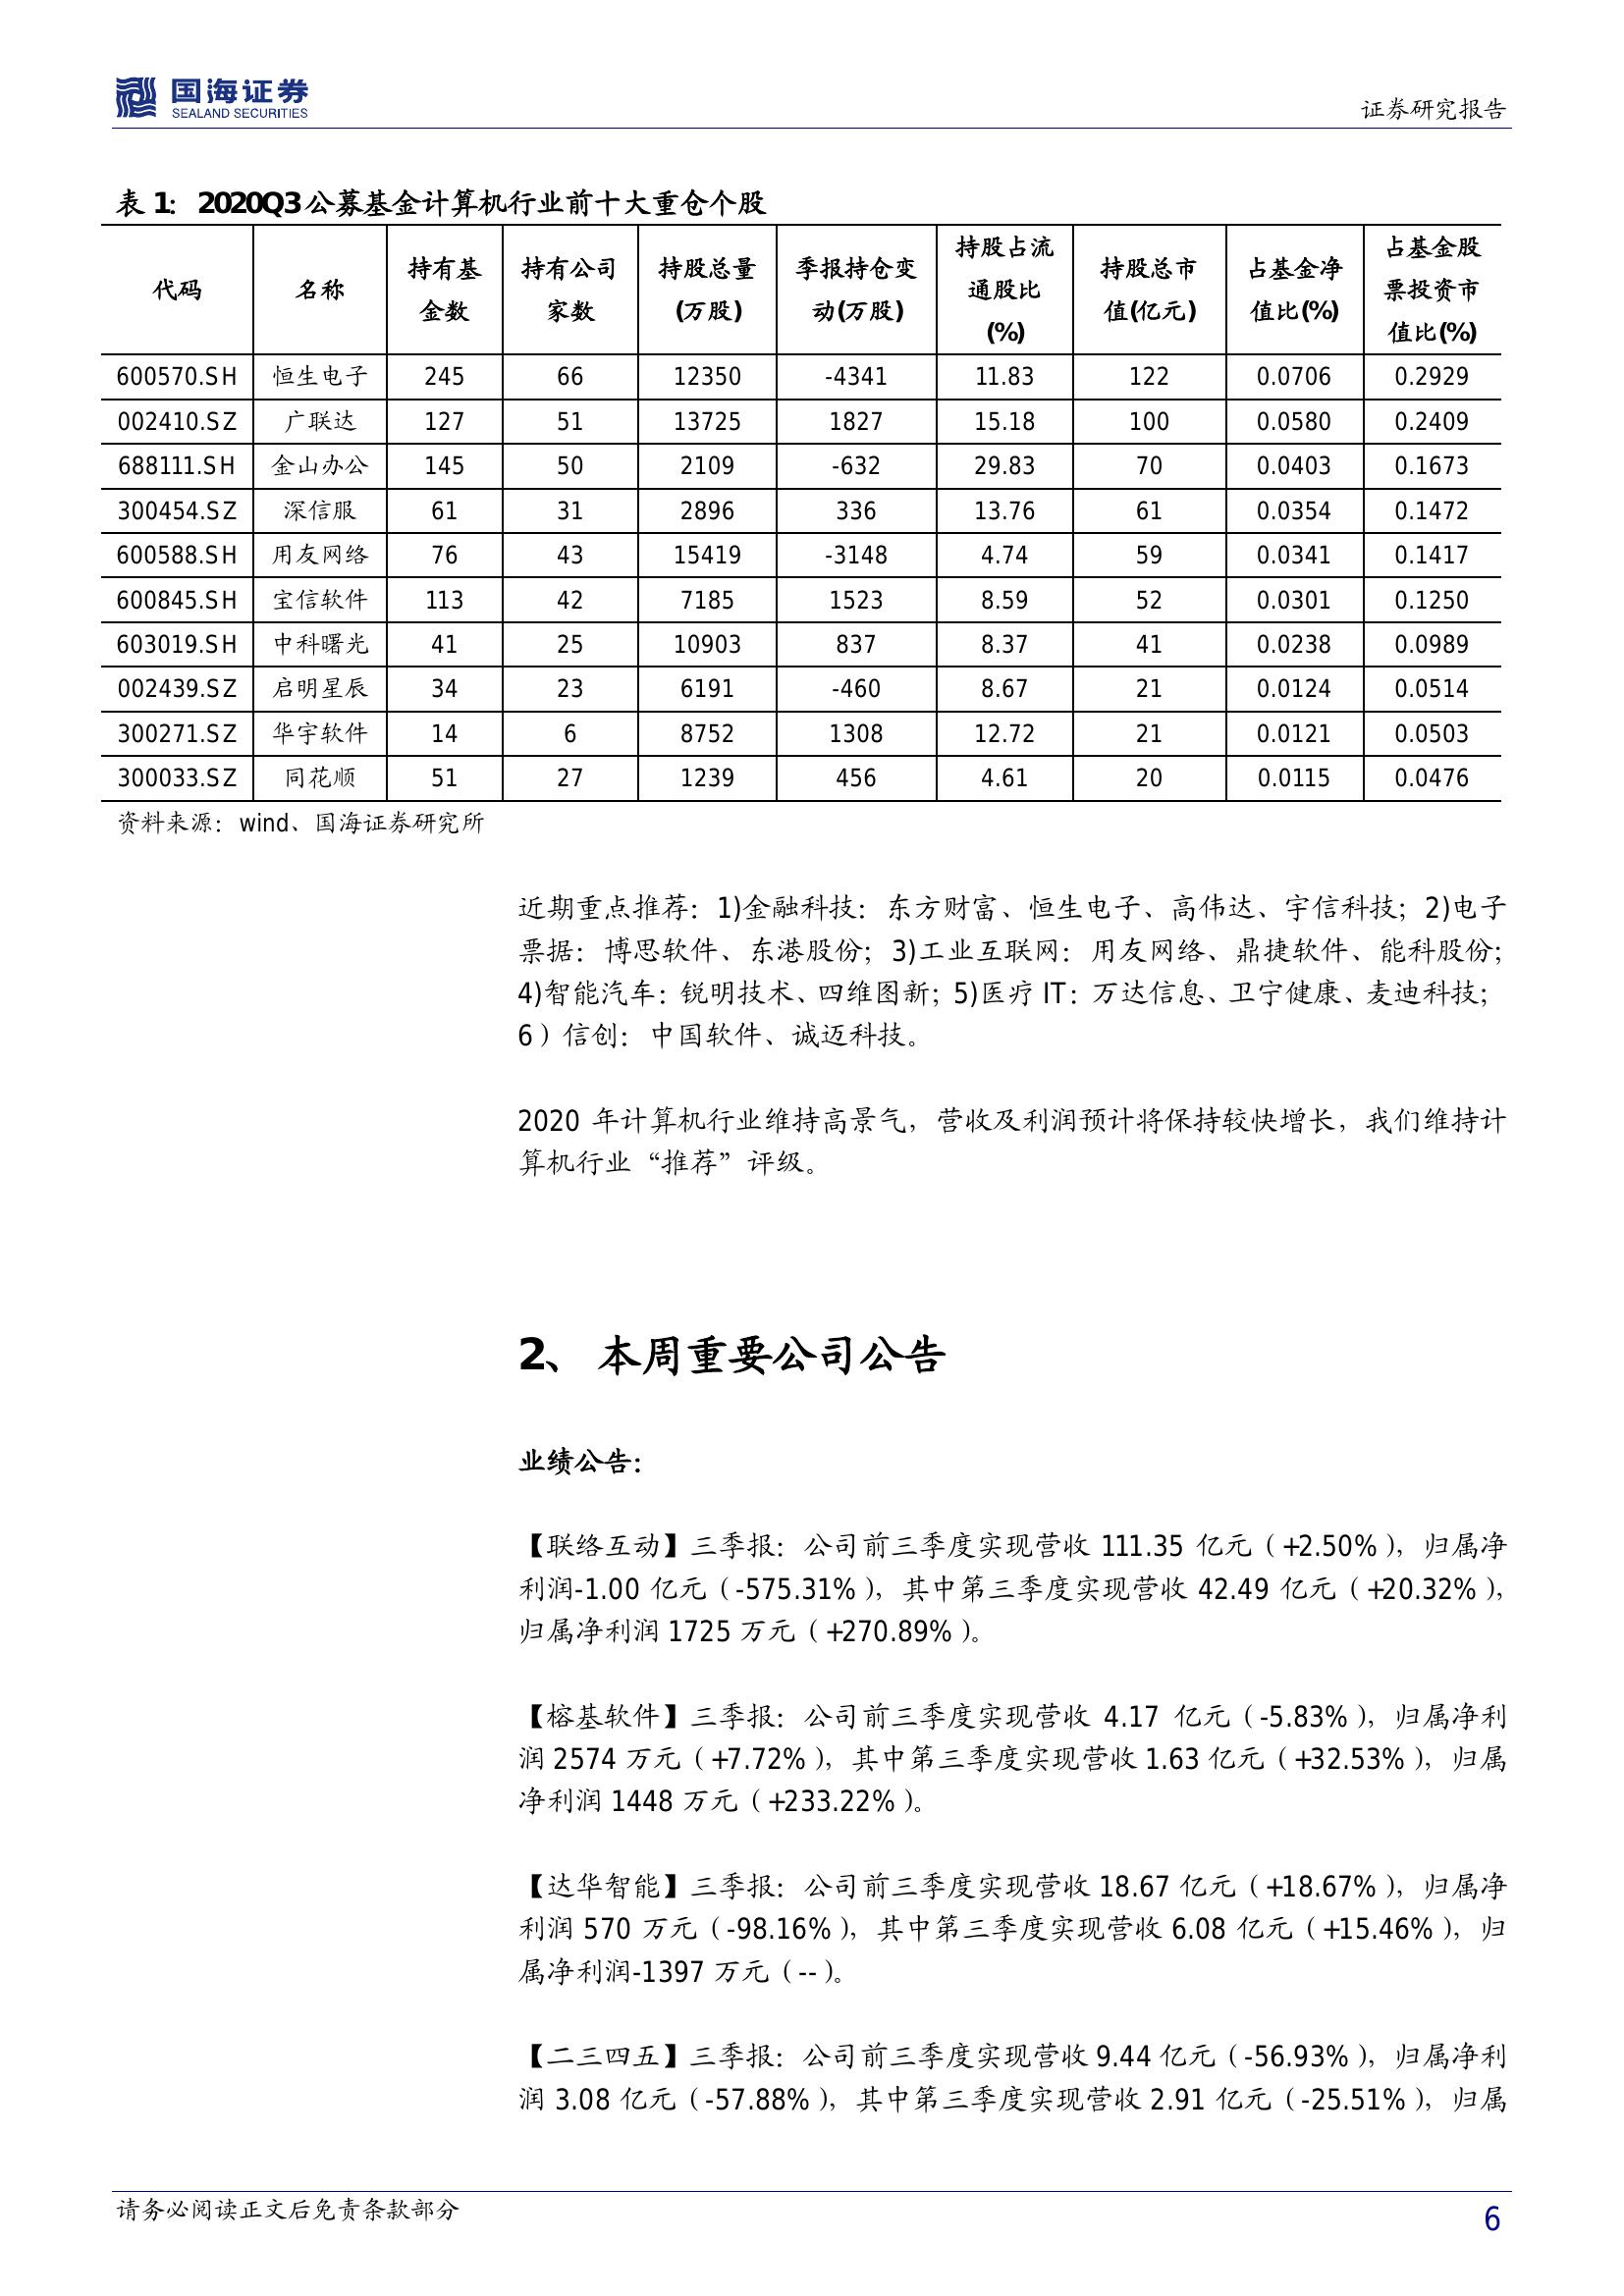 国海证券
SEALAND SECURITIES
证券研究报告
表 1: 2020Q3公募基金计算机行业前十大重仓个股
代码 名称 持有基金数 持有公司家数 持股总量(万股) 季报持仓变动(万股) 持股占流通股比(%) 持股总市值(亿元) 占基金净值比(%) 占基金股票投资市值比(%)
600570.SH 恒生电子 245 66 12350 -4341 11.83 122 0.0706 0.2929
002410.SZ 广联达 127 51 13725 1827 15.18 100 0.0580 0.2409
688111.SH 金山办公 145 50 2109 -632 29.83 70 0.0403 0.1673
300454.SZ 深信服 61 31 2896 336 13.76 61 0.0354 0.1472
600588.SH 用友网络 76 43 15419 -3148 4.74 59 0.0341 0.1417
600845.SH 宝信软件 113 42 7185 1523 8.59 52 0.0301 0.1250
603019.SH 中科曙光 41 25 10903 837 8.37 41 0.0238 0.0989
002439.SZ 启明星辰 34 23 6191 -460 8.67 21 0.0124 0.0514
300271.SZ 华宇软件 14 6 8752 1308 12.72 21 0.0121 0.0503
300033.SZ 同花顺 51 27 1239 456 4.61 20 0.0115 0.0476
资料来源：wind、国海证券研究所
近期重点推荐：1)金融科技：东方财富、恒生电子、高伟达、宇信科技；2)电子
票据：博思软件、东港股份；3)工业互联网：用友网络、鼎捷软件、能科股份；
4)智能汽车：锐明技术、四维图新；5)医疗 IT：万达信息、卫宁健康、麦迪科技；
6）信创：中国软件、诚迈科技。
2020 年计算机行业维持高景气，营收及利润预计将保持较快增长，我们维持计
算机行业“推荐”评级。
2、 本周重要公司公告
业绩公告：
【联络互动】三季报：公司前三季度实现营收 111.35 亿元（+2.50%），归属净
利润-1.00 亿元（-575.31%），其中第三季度实现营收 42.49 亿元（+20.32%），
归属净利润 1725 万元（+270.89%）。
【榕基软件】三季报：公司前三季度实现营收 4.17 亿元（-5.83%），归属净利
润 2574 万元（+7.72%），其中第三季度实现营收 1.63 亿元（+32.53%），归属
净利润 1448 万元（+233.22%）。
【达华智能】三季报：公司前三季度实现营收 18.67 亿元（+18.67%），归属净
利润 570 万元（-98.16%），其中第三季度实现营收 6.08 亿元（+15.46%），归
属净利润-1397 万元（--）。
【二三四五】三季报：公司前三季度实现营收 9.44 亿元（-56.93%），归属净利
润 3.08 亿元（-57.88%），其中第三季度实现营收 2.91 亿元（-25.51%），归属
请务必阅读正文后免责条款部分
6